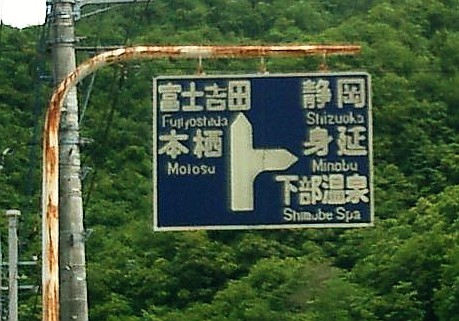 富士吉田
Fujiyoshida
本栖
Motosu
静岡
Shizuoka
身延
Minobu
下部温泉
Shimobe Spa